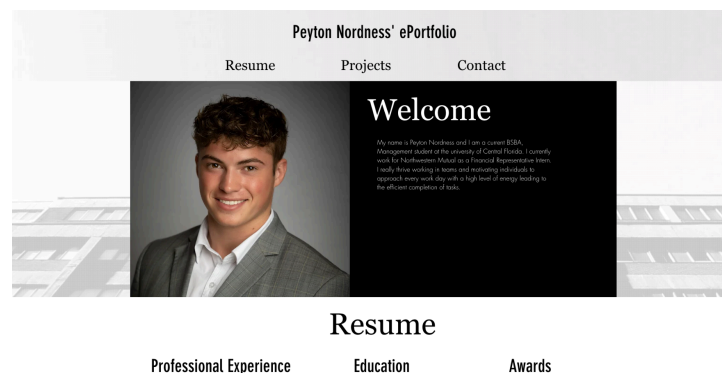 Peyton Nordness' ePortfolio
Resume Projects Contact
Welcome
My name is Peyton Nordness and I am a current BSBA,
Management student at the university of Central Florida. I currently
work for Northwestern Mutual as a Financial Representative Intern.
I really thrive working in teams and motivating individuals to
approach every work day with a high level of energy leading to
the efficient completion of tasks.
Resume
Professional Experience Education Awards